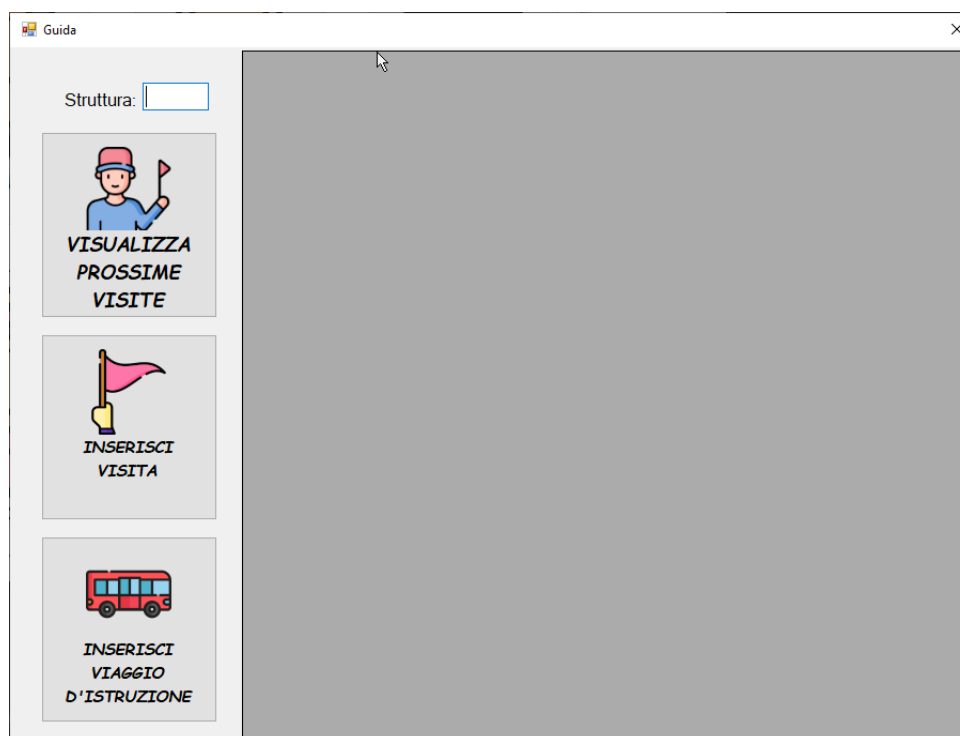 Guida
Struttura:
VISUALIZZA
PROSSIME
VISITE
INSERISCI
VISITA
INSERISCI
VIAGGIO
D'ISTRUZIONE